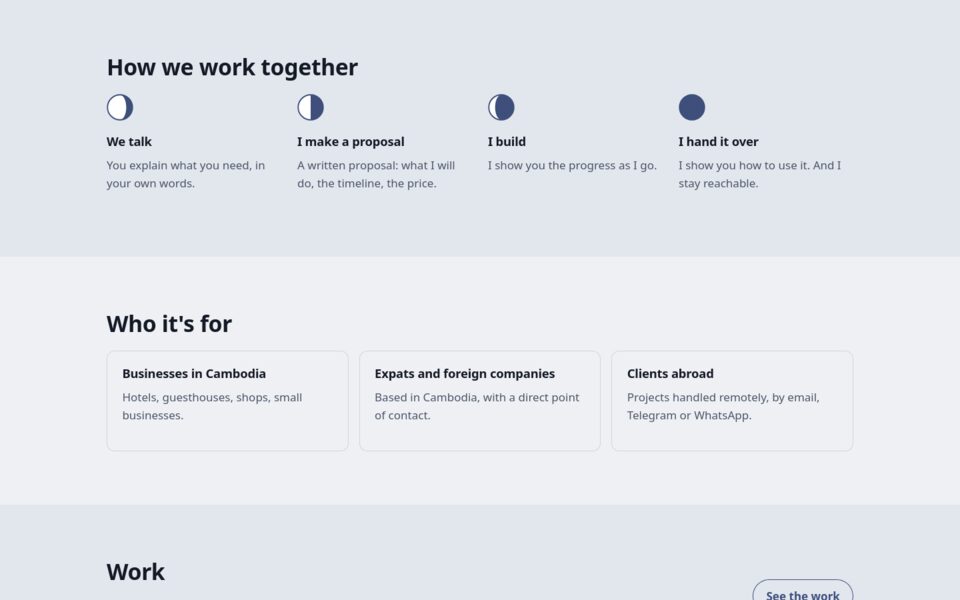 How we work together
We talk
You explain what you need, in
your own words.
I make a proposal
A written proposal: what I will
do, the timeline, the price.
I build
I show you the progress as I go.
I hand it over
I show you how to use it. And I
stay reachable.
Who it's for
Businesses in Cambodia
Hotels, guesthouses, shops, small
businesses.
Expats and foreign companies
Based in Cambodia, with a direct point
of contact.
Clients abroad
Projects handled remotely, by email,
Telegram or WhatsApp.
Work
See the work